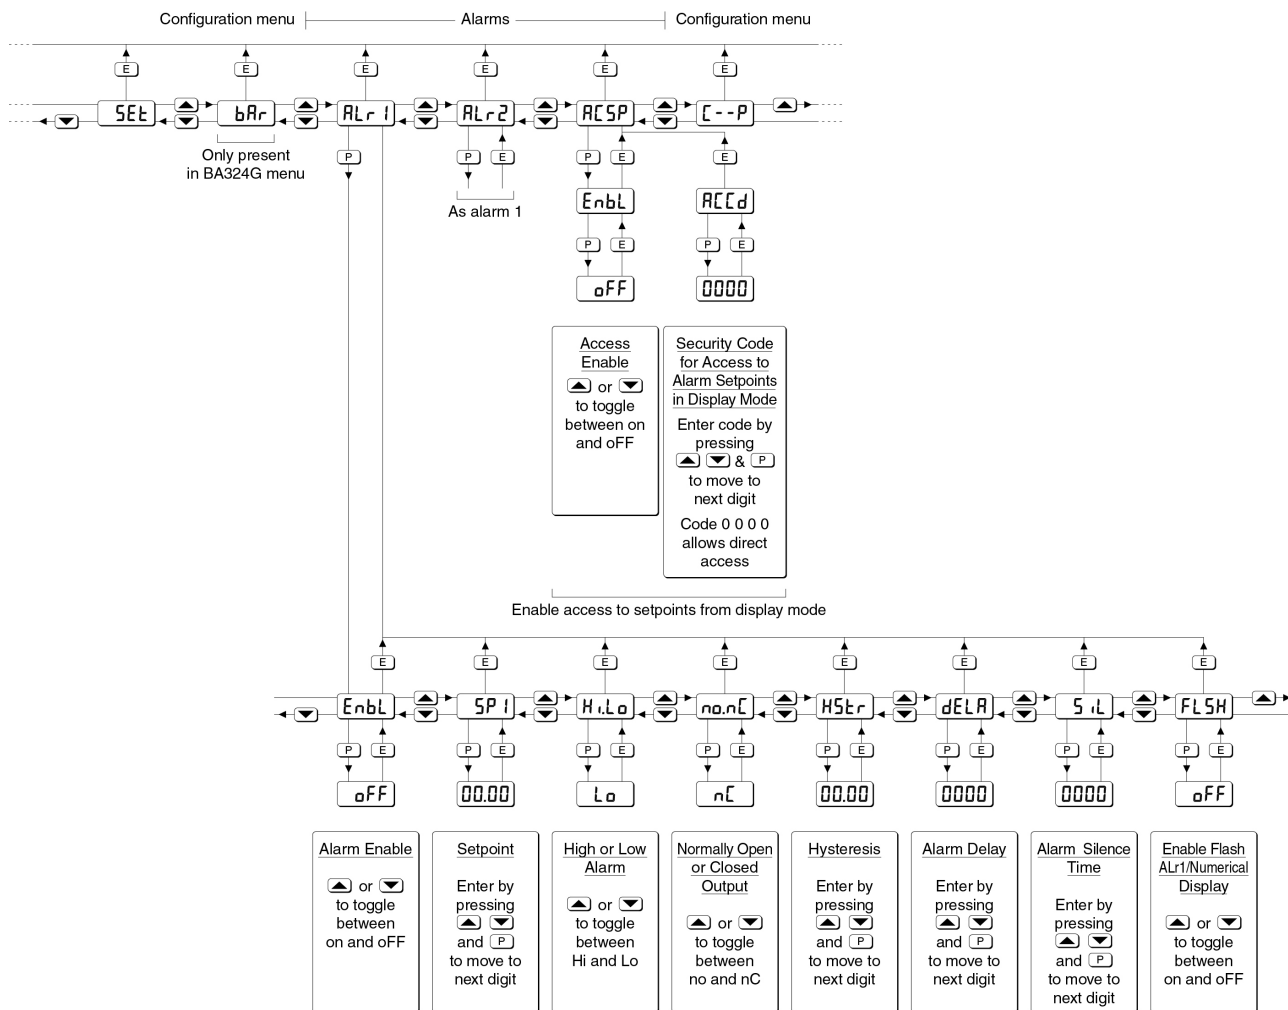 Configuration menu
Alarms
Configuration menu
E E E E E E
SEt bAr ALr1 ALr2 ACSP C--P
Only present
in BA324G menu
P P E P E E
As alarm 1
EnbL ACCd
P E P E
oFF 0000
Access
Enable
or
to toggle
between on
and oFF
Security Code
for Access to
Alarm Setpoints
in Display Mode
Enter code by
pressing
& P
to move to
next digit
Code 0 0 0 0
allows direct
access
Enable access to setpoints from display mode
E E E E E E E E
EnbL SP1 Hi.Lo no.nC HStr dELA SiL FLSH
P E P E P E P E P E P E P E P E
oFF 00.00 Lo nC 00.00 0000 0000 oFF
Alarm Enable
or
to toggle
between
on and oFF
Setpoint
Enter by
pressing
and P
to move to
next digit
High or Low
Alarm
or
to toggle
between
Hi and Lo
Normally Open
or Closed
Output
or
to toggle
between
no and nC
Hysteresis
Enter by
pressing
and P
to move to
next digit
Alarm Delay
Enter by
pressing
and P
to move to
next digit
Alarm Silence
Time
Enter by
pressing
and P
to move to
next digit
Enable Flash
ALr1/Numerical
Display
or
to toggle
between
on and oFF